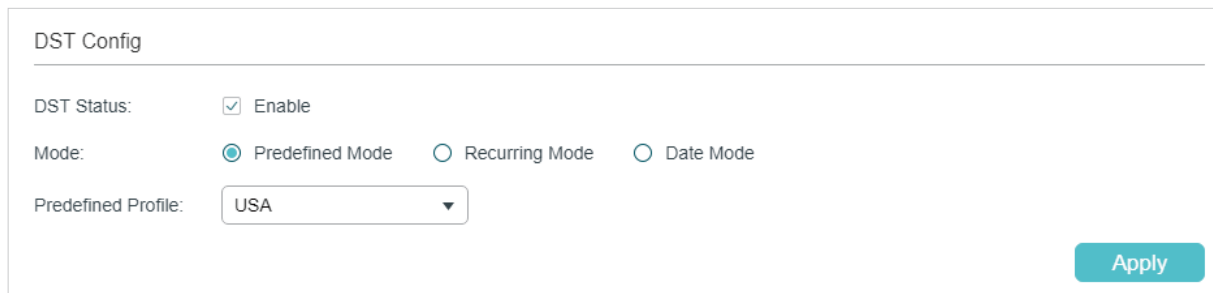 DST Config
DST Status: Enable
Mode: Predefined Mode Recurring Mode Date Mode
Predefined Profile: USA
Apply